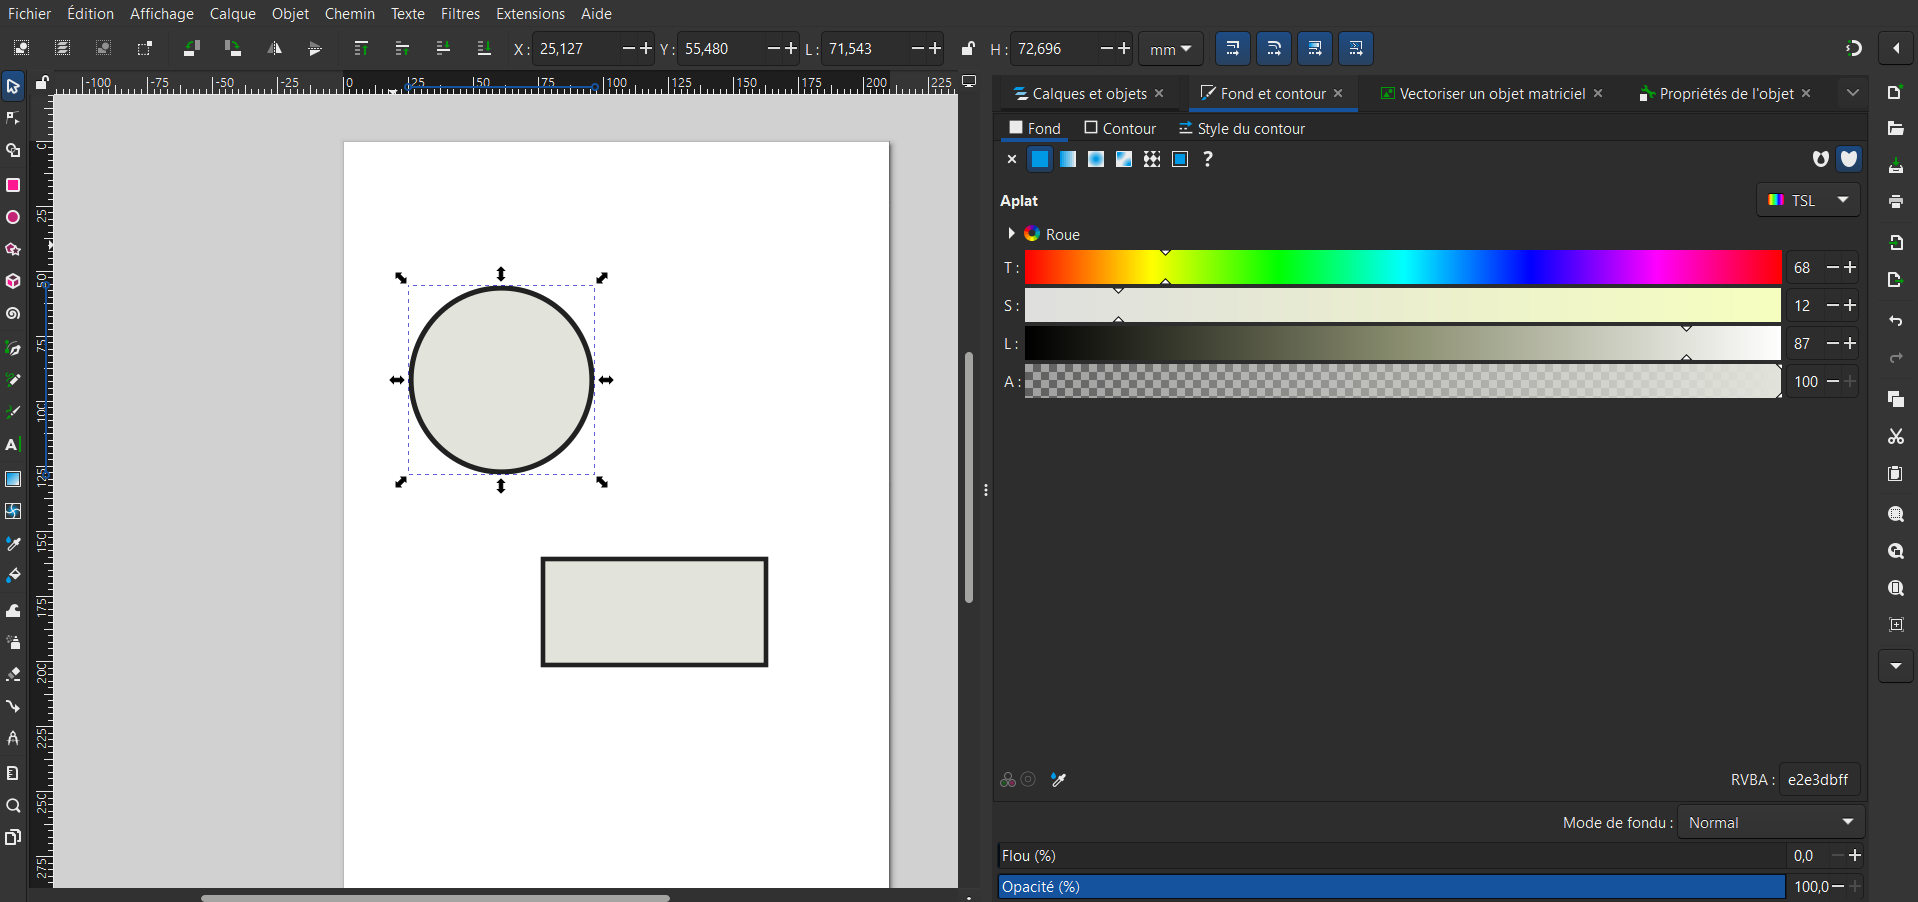 Fichier Édition Affichage Calque Objet Chemin Texte Filtres Extensions Aide
X : 25,127 Y : 55,480 L : 71,543 H : 72,696 mm
-100 -75 -50 -25 0 25 50 75 100 125 150 175 200 225
Calques et objets Fond et contour Vectoriser un objet matriciel Propriétés de l'objet
Fond Contour Style du contour
?
Aplat TSL
Roue
T : 68
S : 12
L : 87
A : 100
0
25
50
75
100
125
150
175
200
225
250
275
RVBA : e2e3dbff
Mode de fondu : Normal
Flou (%) 0,0
Opacité (%) 100,0